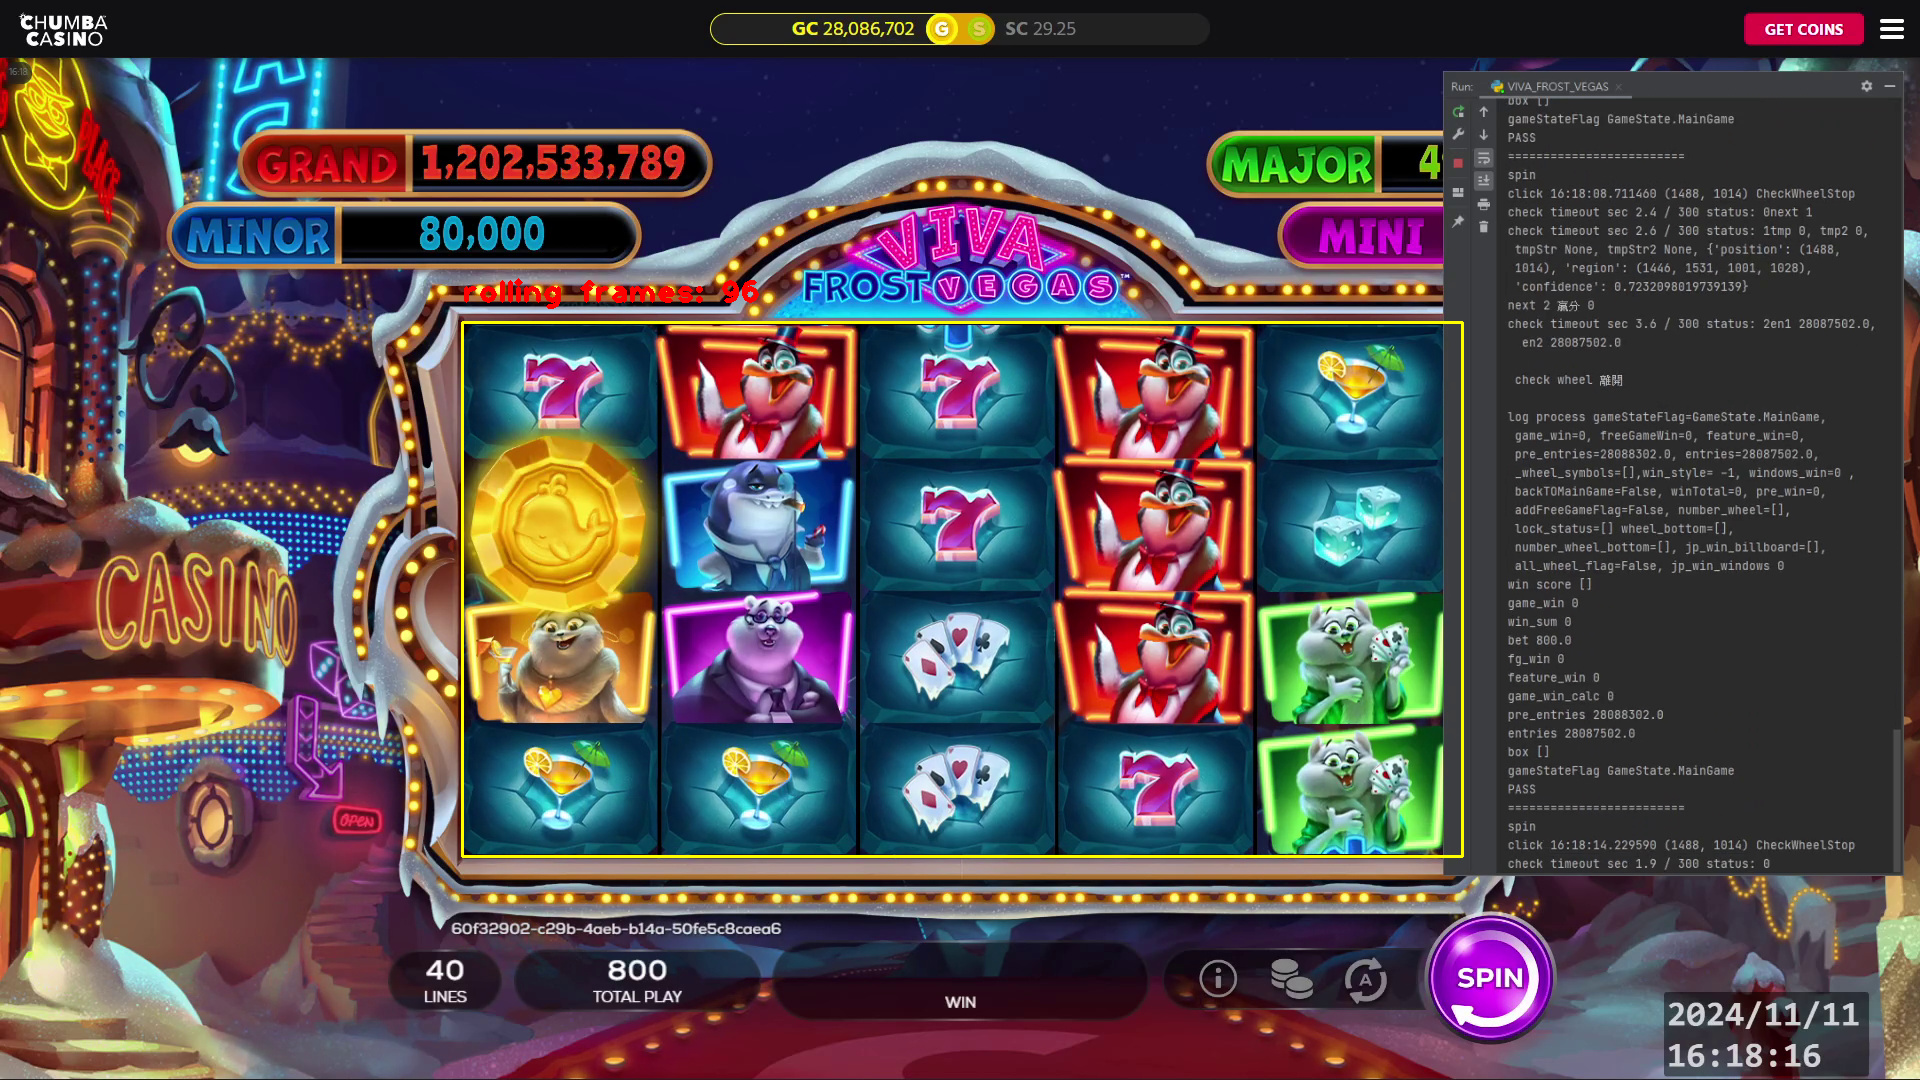 CHUMBA
CASINO
GC 28,086,702 G S SC 29.25
GET COINS
16:18
PLACE
GRAND 1,202,533,789
MINOR 80,000
MAJOR 4
MINI
VIVA
FROST VEGAS™
rolling frames: 96
CASINO
OPEN
60f32902-c29b-4aeb-b14a-50fe5c8caea6
40
LINES
800
TOTAL PLAY
WIN
SPIN
Run: VIVA_FROST_VEGAS
box []
gameStateFlag GameState.MainGame
PASS
=========================
spin
click 16:18:08.711460 (1488, 1014) CheckWheelStop
check timeout sec 2.4 / 300 status: 0next 1
check timeout sec 2.6 / 300 status: 1tmp 0, tmp2 0,
tmpStr None, tmpStr2 None, {'position': (1488,
1014), 'region': (1446, 1531, 1001, 1028),
'confidence': 0.7232098019739139}
next 2 贏分 0
check timeout sec 3.6 / 300 status: 2en1 28087502.0,
en2 28087502.0
check wheel 離開
log process gameStateFlag=GameState.MainGame,
game_win=0, freeGameWin=0, feature_win=0,
pre_entries=28088302.0, entries=28087502.0,
_wheel_symbols=[],win_style= -1, windows_win=0 ,
backTOMainGame=False, winTotal=0, pre_win=0,
addFreeGameFlag=False, number_wheel=[],
lock_status=[] wheel_bottom=[],
number_wheel_bottom=[], jp_win_billboard=[],
all_wheel_flag=False, jp_win_windows 0
win score []
game_win 0
win_sum 0
bet 800.0
fg_win 0
feature_win 0
game_win_calc 0
pre_entries 28088302.0
entries 28087502.0
box []
gameStateFlag GameState.MainGame
PASS
=========================
spin
click 16:18:14.229590 (1488, 1014) CheckWheelStop
check timeout sec 1.9 / 300 status: 0
2024/11/11
16:18:16